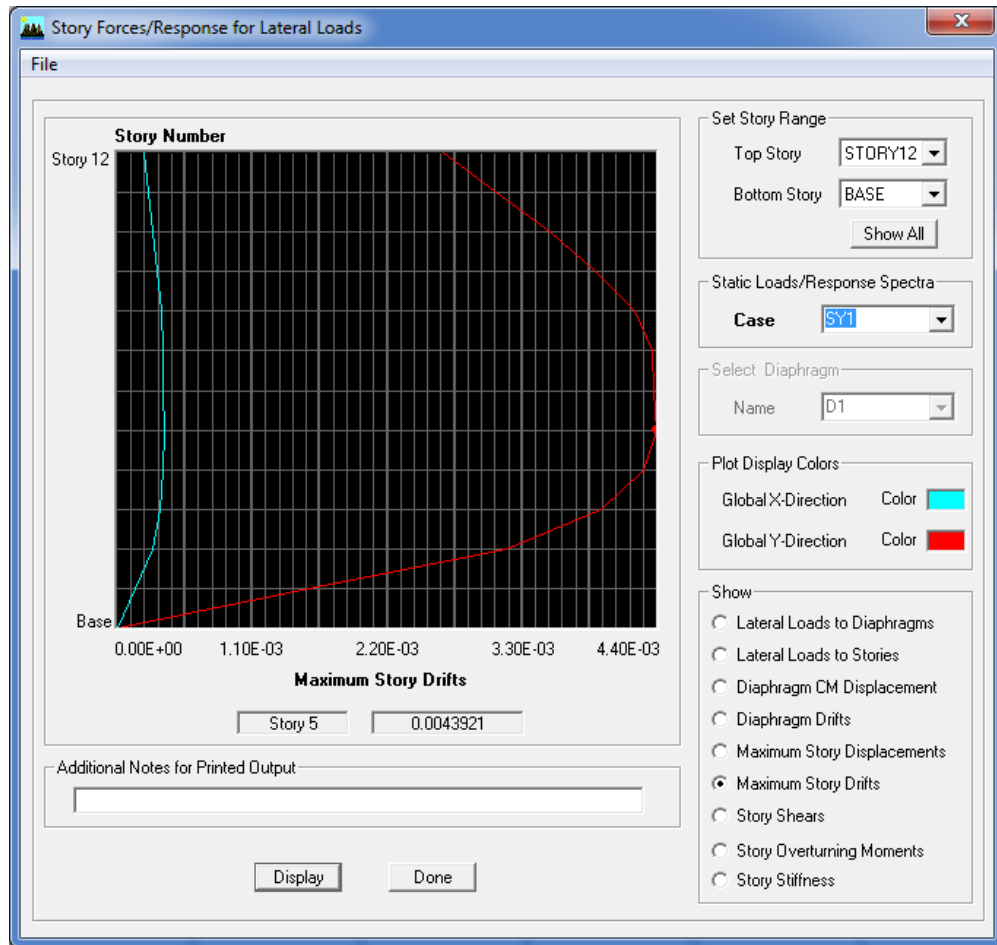 Story Forces/Response for Lateral Loads
File
Story Number
Story 12
Base
0.00E+00 1.10E-03 2.20E-03 3.30E-03 4.40E-03
Maximum Story Drifts
Story 5 0.0043921
Additional Notes for Printed Output
Display Done
Set Story Range
Top Story STORY12
Bottom Story BASE
Show All
Static Loads/Response Spectra
Case SY1
Select Diaphragm
Name D1
Plot Display Colors
Global X-Direction Color
Global Y-Direction Color
Show
Lateral Loads to Diaphragms
Lateral Loads to Stories
Diaphragm CM Displacement
Diaphragm Drifts
Maximum Story Displacements
Maximum Story Drifts
Story Shears
Story Overturning Moments
Story Stiffness